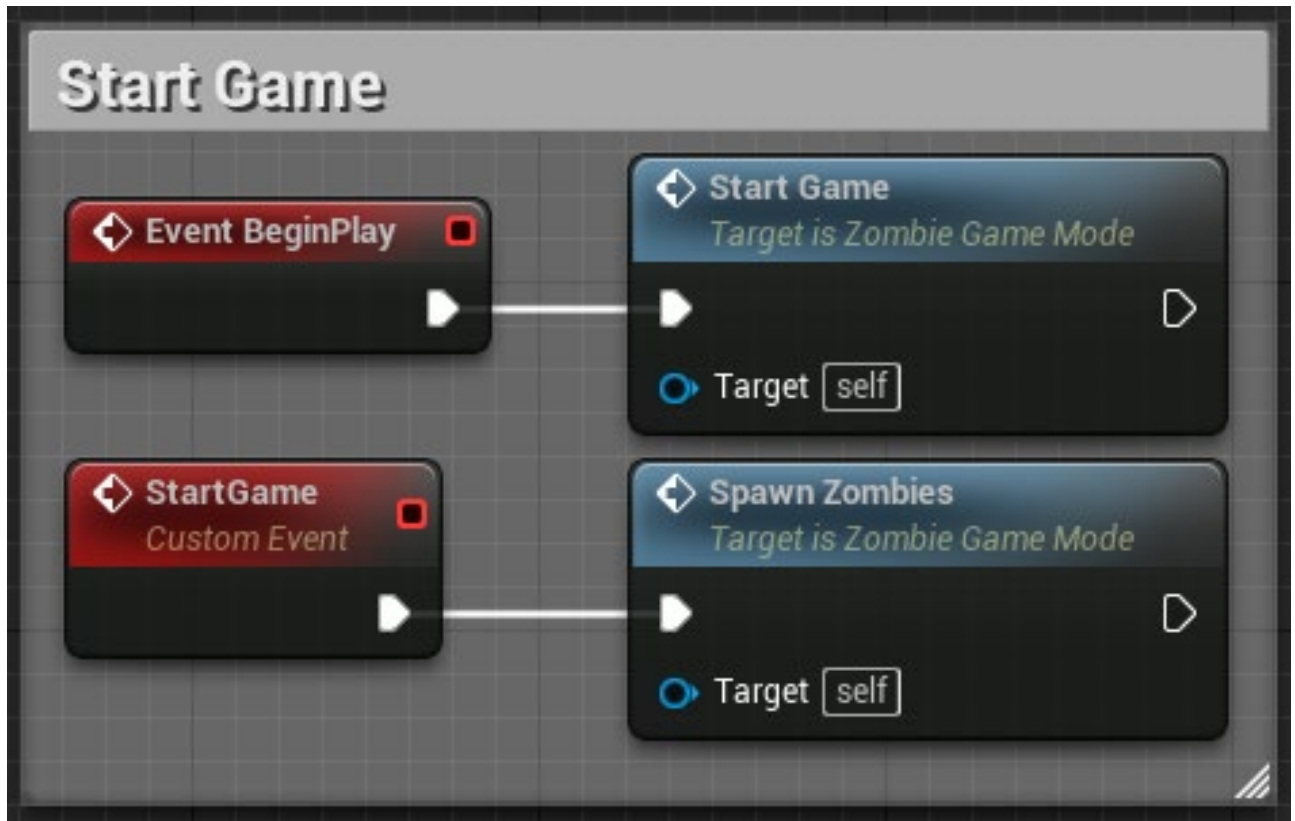 Start Game
Event BeginPlay
Start Game
Target is Zombie Game Mode
Target self
StartGame
Custom Event
Spawn Zombies
Target is Zombie Game Mode
Target self